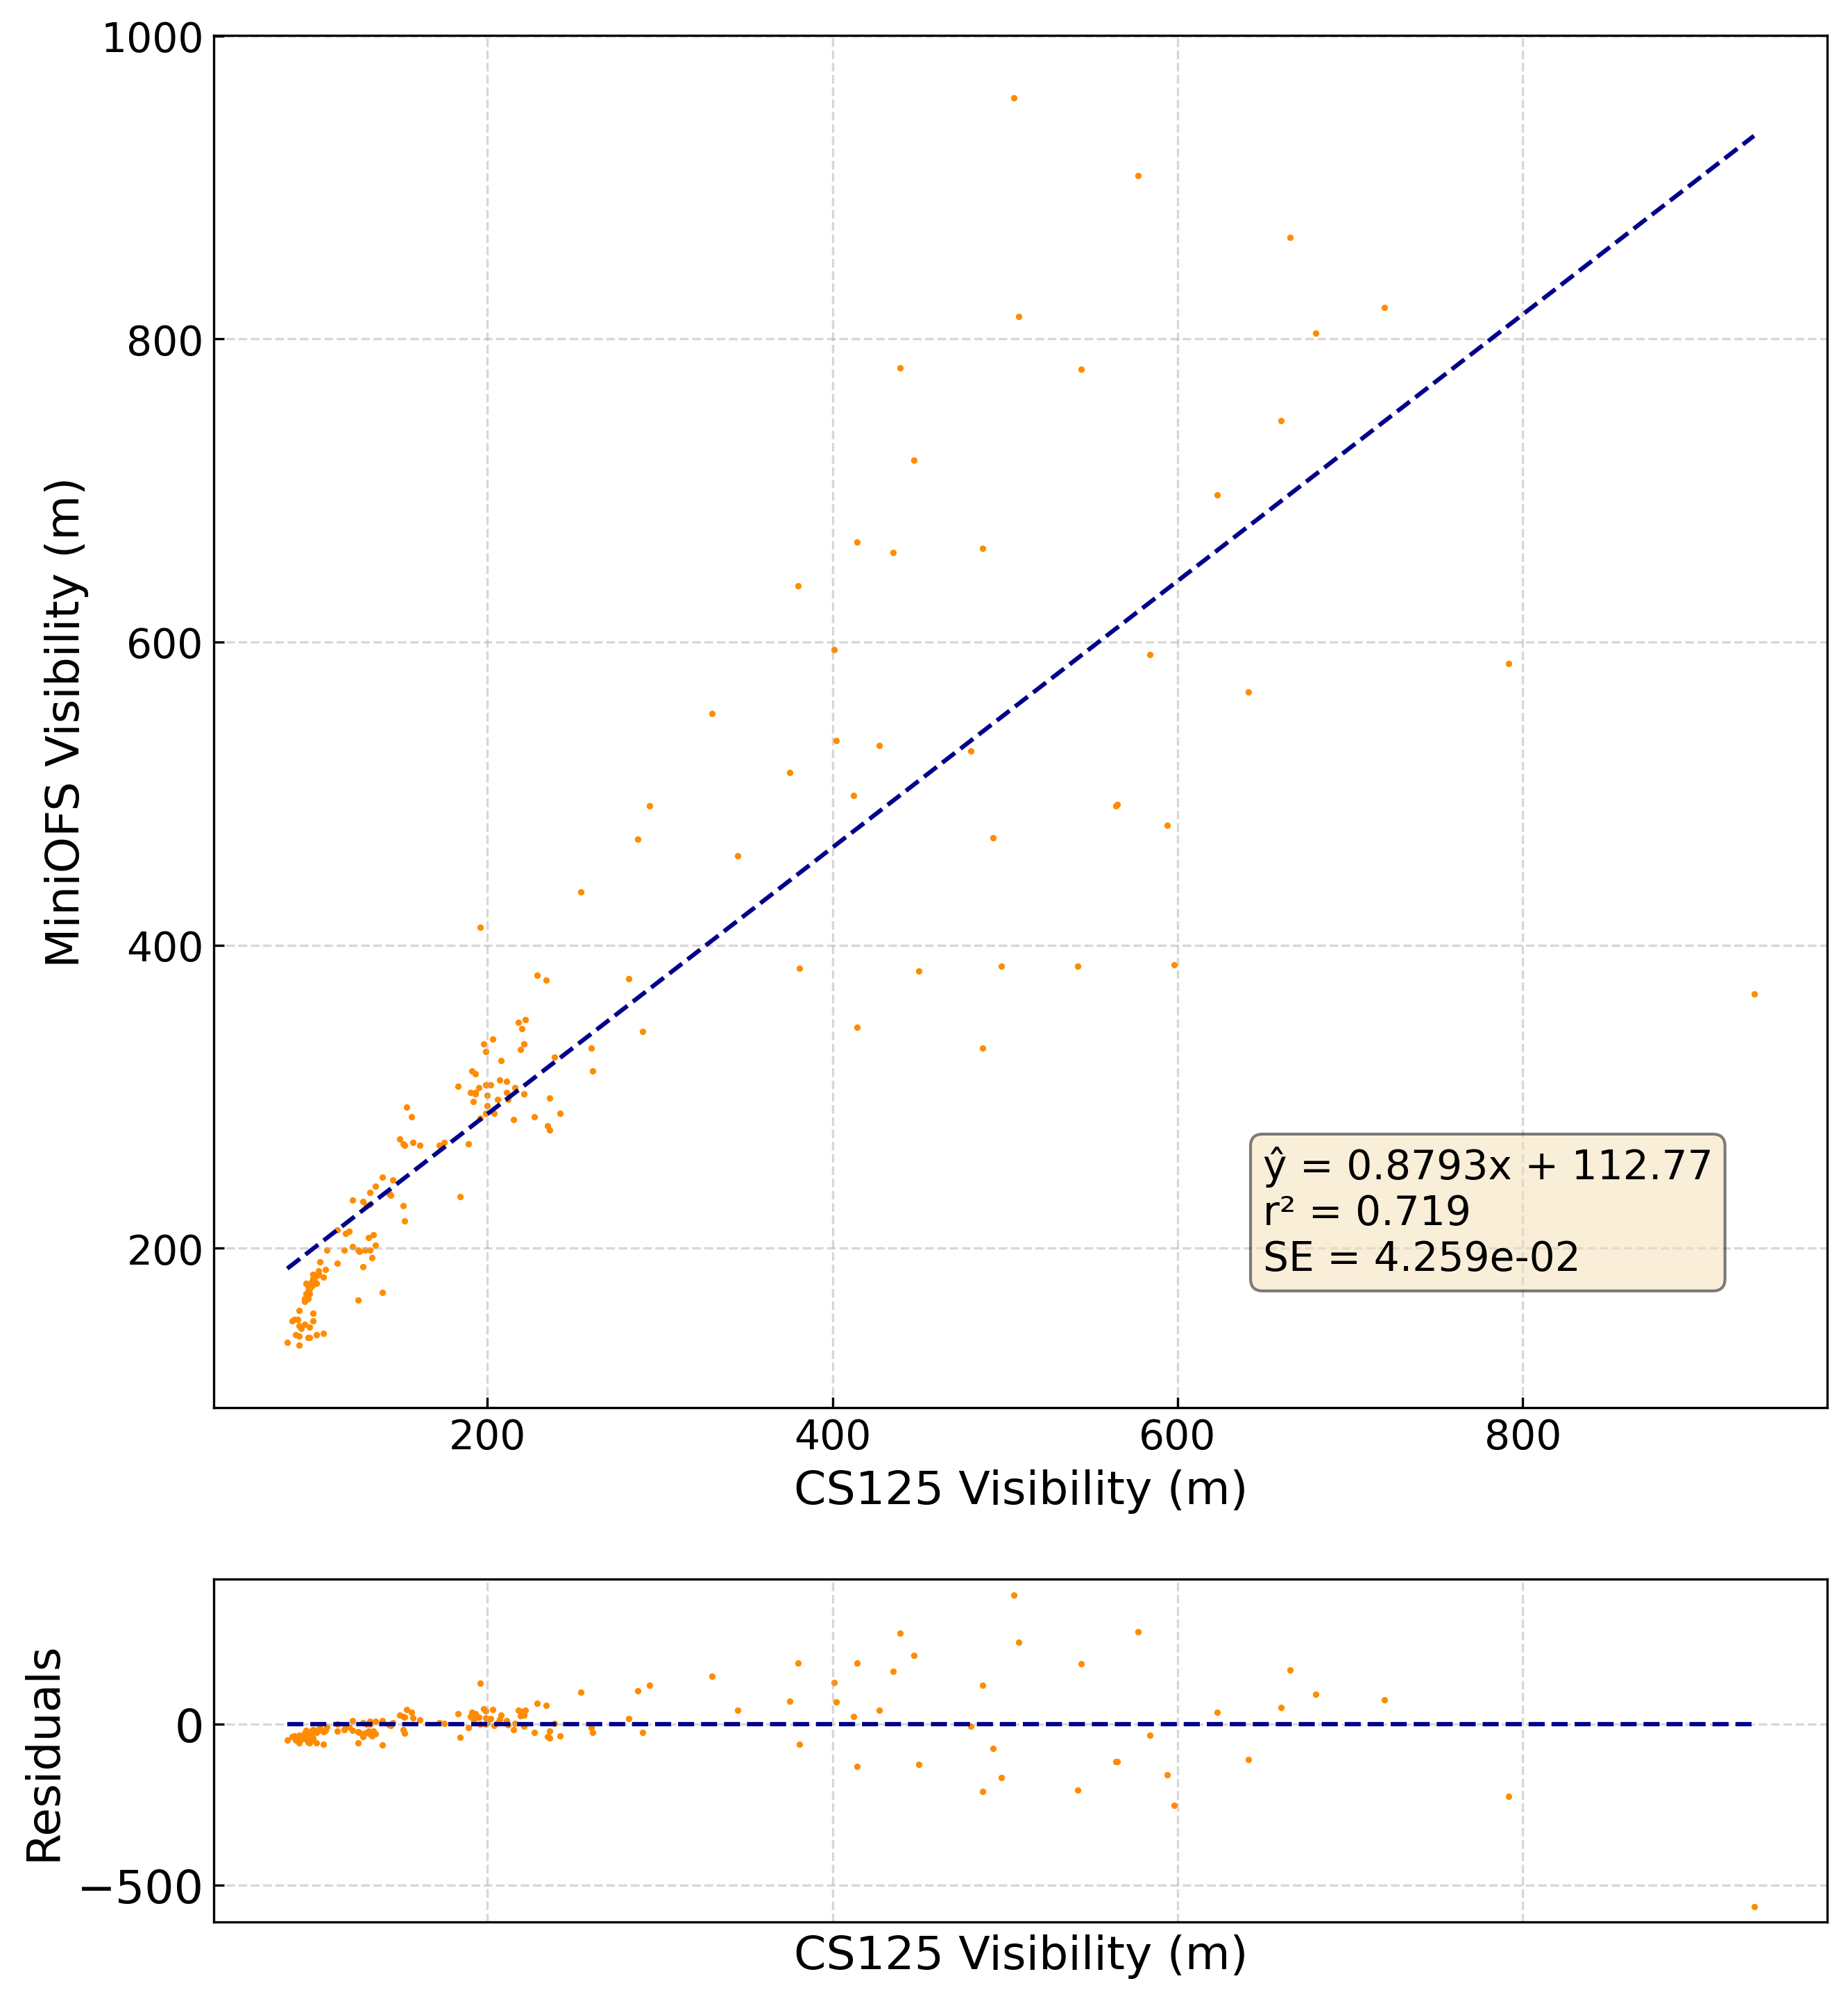 1000
800
600
400
200
MiniOFS Visibility (m)
ŷ = 0.8793x + 112.77
r² = 0.719
SE = 4.259e-02
200 400 600 800
CS125 Visibility (m)
Residuals
0
−500
CS125 Visibility (m)